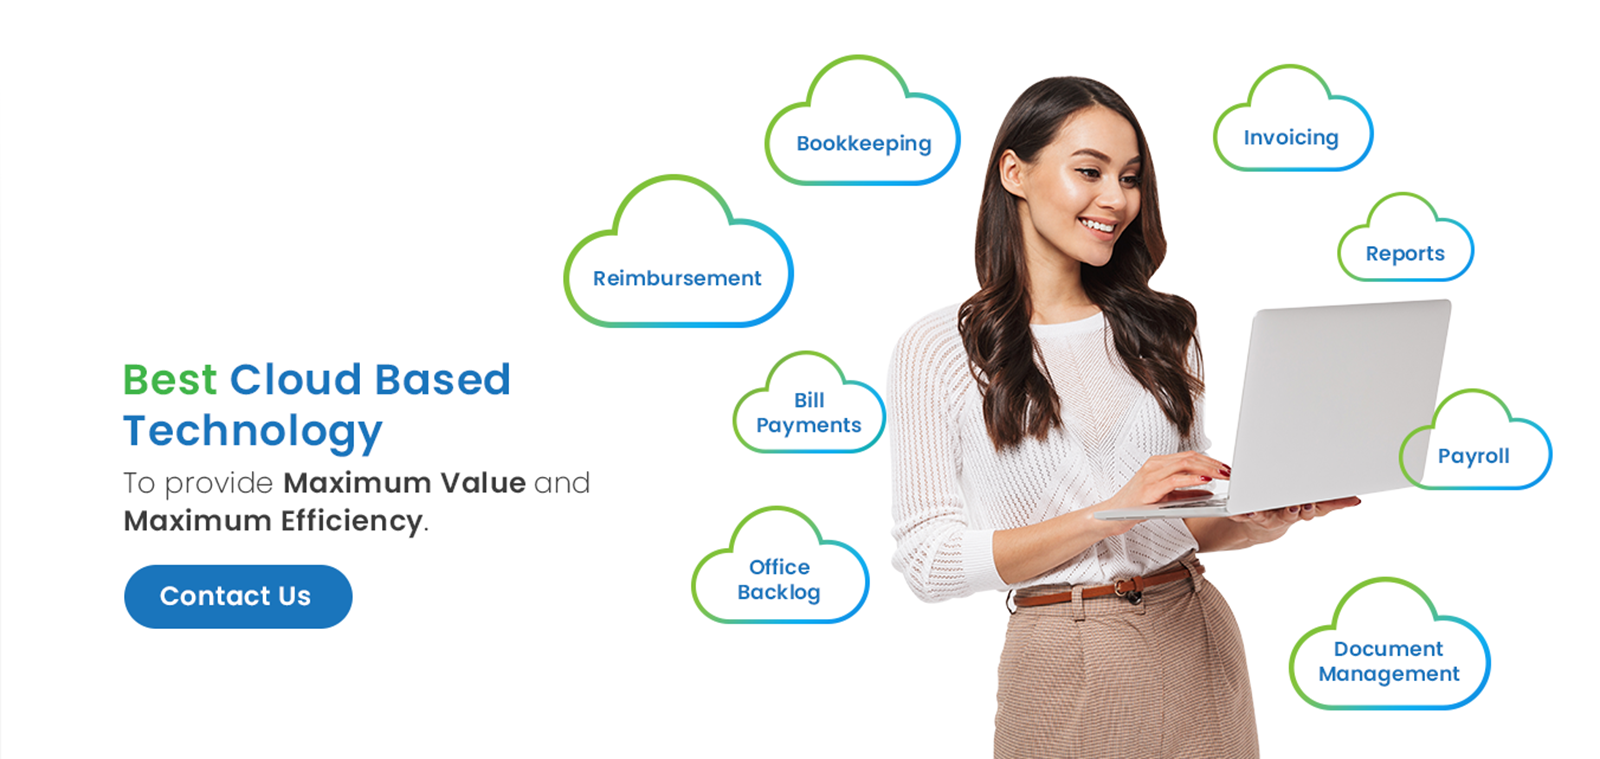 Best Cloud Based
Technology
To provide Maximum Value and
Maximum Efficiency.
Contact Us
Bookkeeping
Reimbursement
Bill
Payments
Office
Backlog
Invoicing
Reports
Payroll
Document
Management